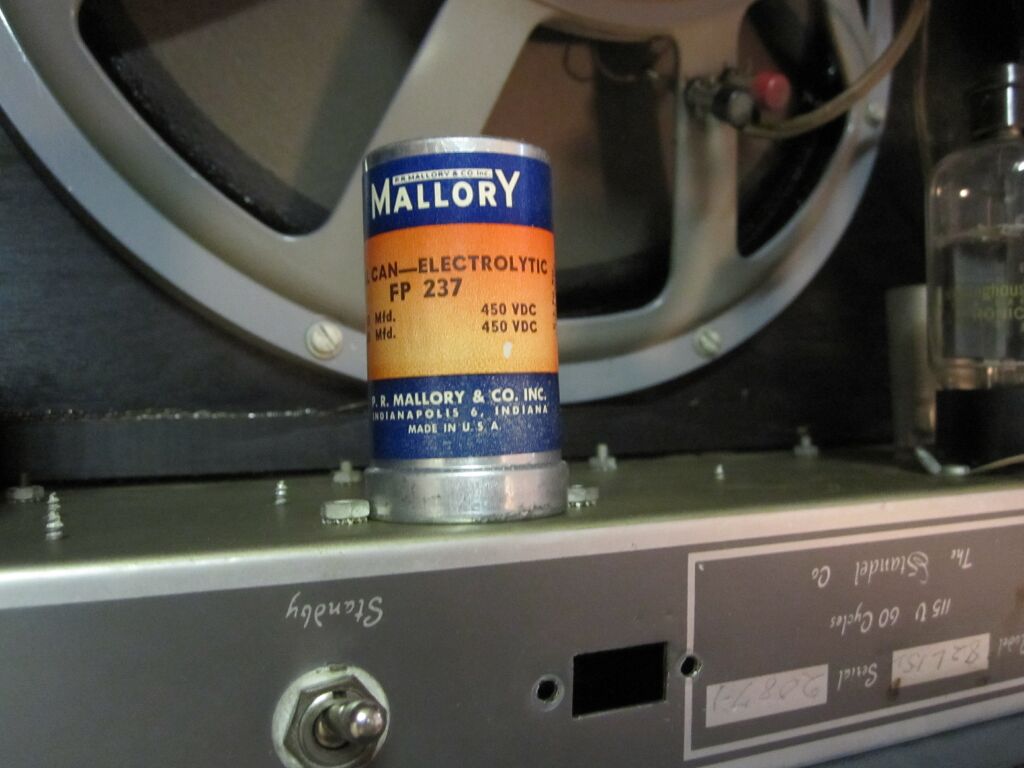 P. R. MALLORY & CO. Inc.
MALLORY
CAN—ELECTROLYTIC
FP 237
Mfd. 450 VDC
Mfd. 450 VDC
P. R. MALLORY & CO. INC.
INDIANAPOLIS 6, INDIANA
MADE IN U.S.A.
Standby
The Standel Co
115 V 60 Cycles
Model 82L15 Serial